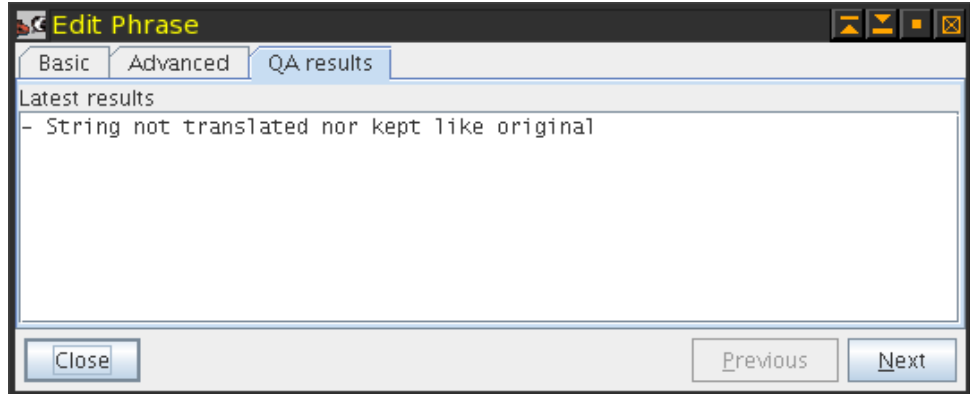 Edit Phrase
Basic Advanced QA results
Latest results
- String not translated nor kept like original
Close Previous Next